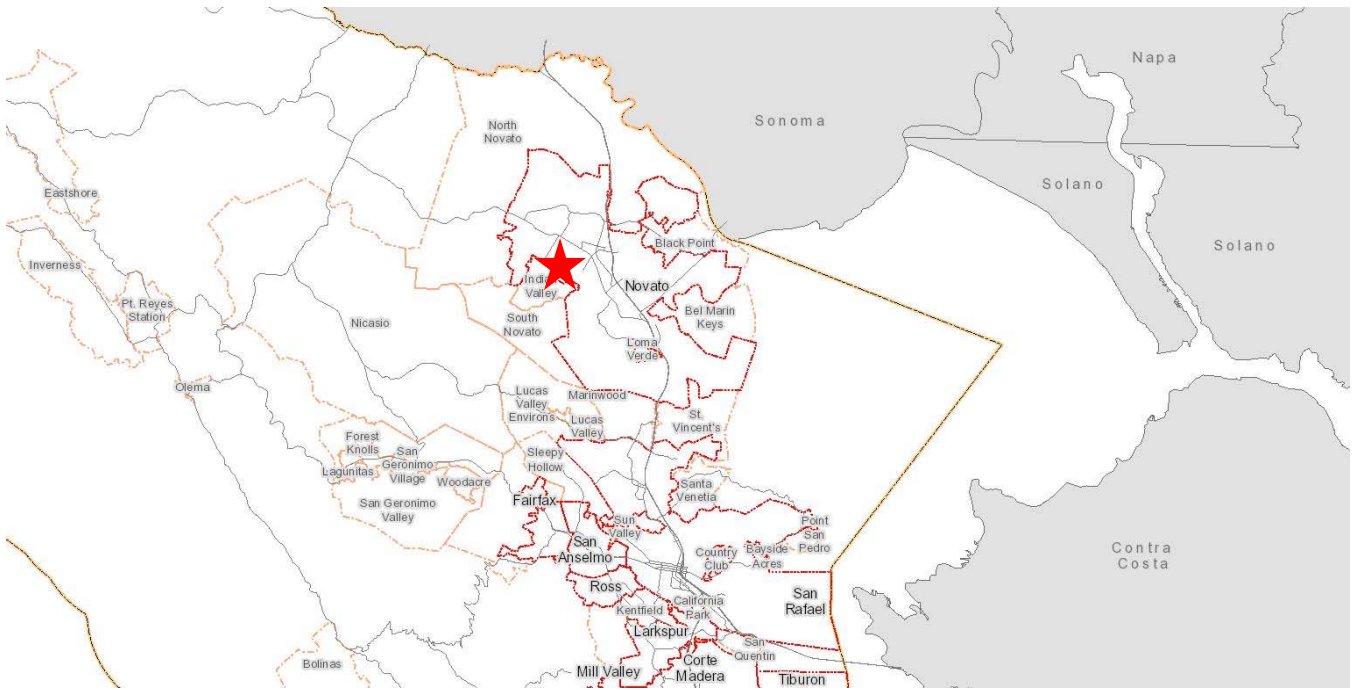 Napa
Sonoma
North
Novato
Solano
Eastshore
Black Point
Solano
Inverness
Indian
Valley
Novato
Pt. Reyes
Station
Bel Marin
Keys
Nicasio
South
Novato
Loma
Verde
Olema
Lucas
Valley
Environs
Marinwood
Lucas
Valley
St.
Vincent's
Forest
Knolls
San
Geronimo
Village
Sleepy
Hollow
Lagunitas
Woodacre
Santa
Venetia
San Geronimo
Valley
Fairfax
Sun
Valley
Point
San
Pedro
San
Anselmo
Country
Club
Bayside
Acres
Contra
Costa
Ross
San
Rafael
California
Park
Kentfield
Larkspur
San
Quentin
Bolinas
Mill Valley
Corte
Madera
Tiburon